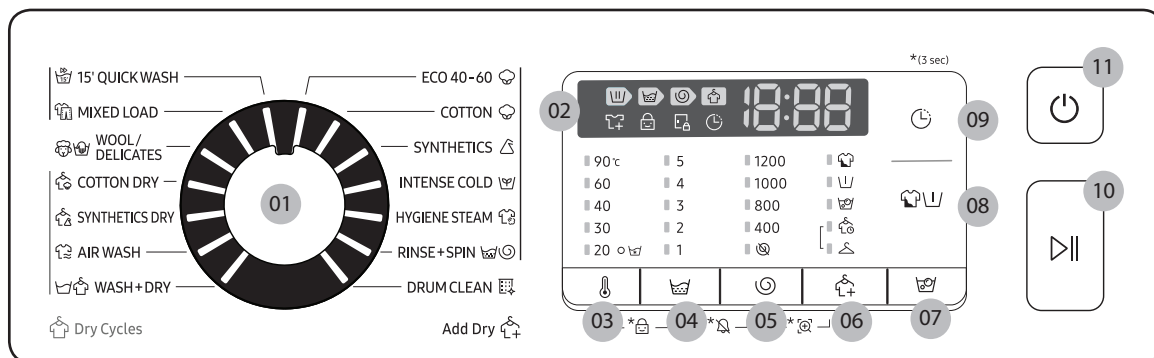 15' QUICK WASH
MIXED LOAD
WOOL/
DELICATES
COTTON DRY
SYNTHETICS DRY
AIR WASH
WASH+DRY
Dry Cycles
01
ECO 40-60
COTTON
SYNTHETICS
INTENSE COLD
HYGIENE STEAM
RINSE+SPIN
DRUM CLEAN
Add Dry
02
18:88
90℃ 5 1200
60 4 1000
40 3 800
30 2 400
20 1
03 * 04 * 05 * 06 07
*(3 sec)
09
08
11
10